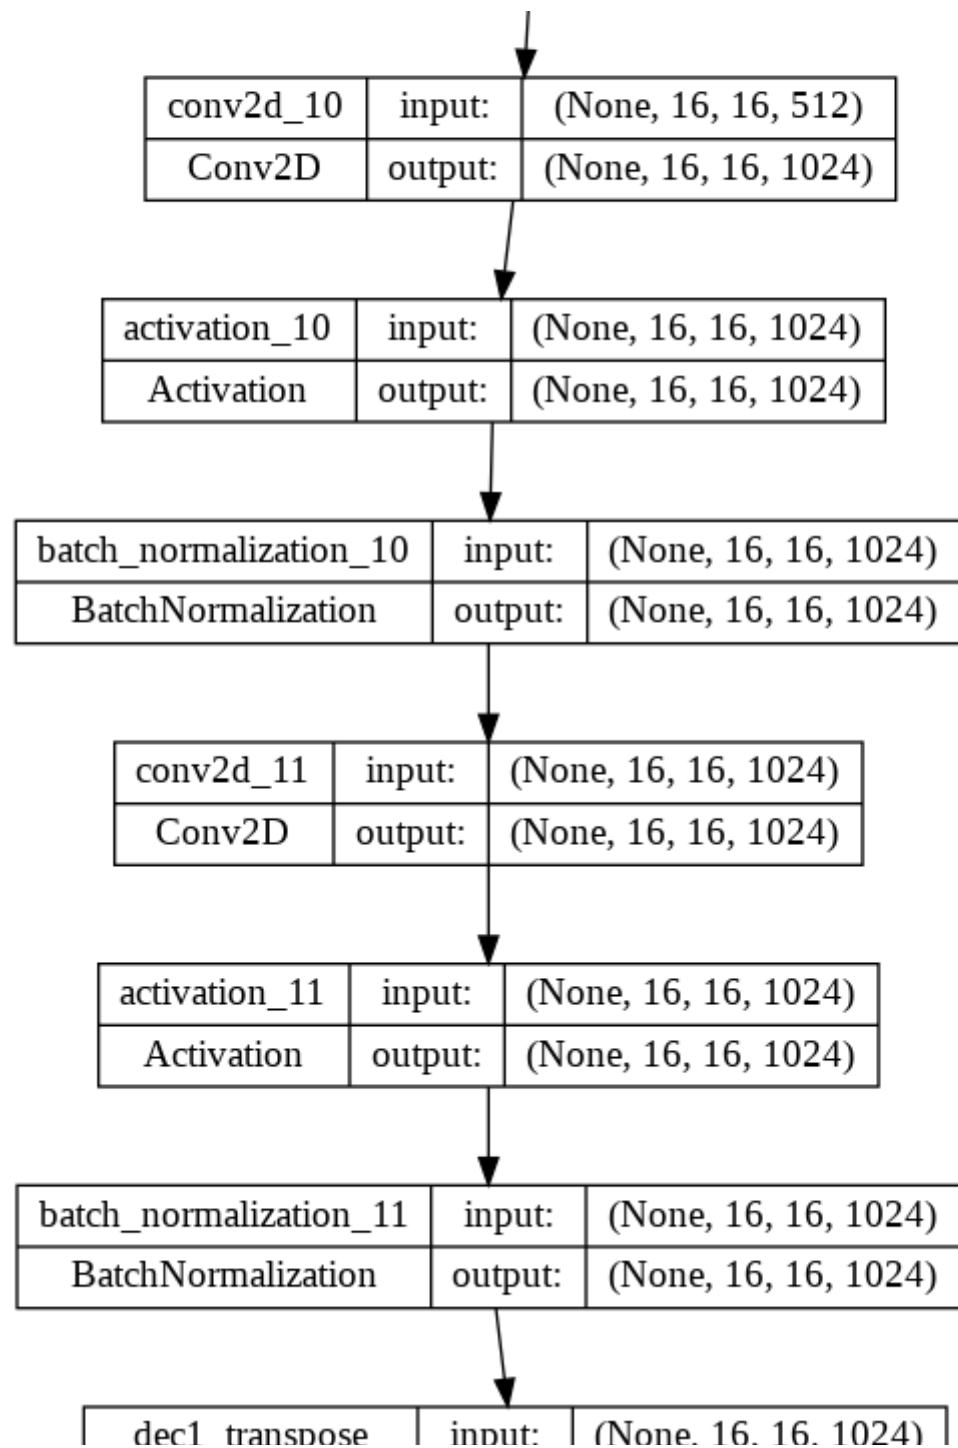 conv2d_10 input: (None, 16, 16, 512)
Conv2D output: (None, 16, 16, 1024)
activation_10 input: (None, 16, 16, 1024)
Activation output: (None, 16, 16, 1024)
batch_normalization_10 input: (None, 16, 16, 1024)
BatchNormalization output: (None, 16, 16, 1024)
conv2d_11 input: (None, 16, 16, 1024)
Conv2D output: (None, 16, 16, 1024)
activation_11 input: (None, 16, 16, 1024)
Activation output: (None, 16, 16, 1024)
batch_normalization_11 input: (None, 16, 16, 1024)
BatchNormalization output: (None, 16, 16, 1024)
dec1_transpose input: (None, 16, 16, 1024)